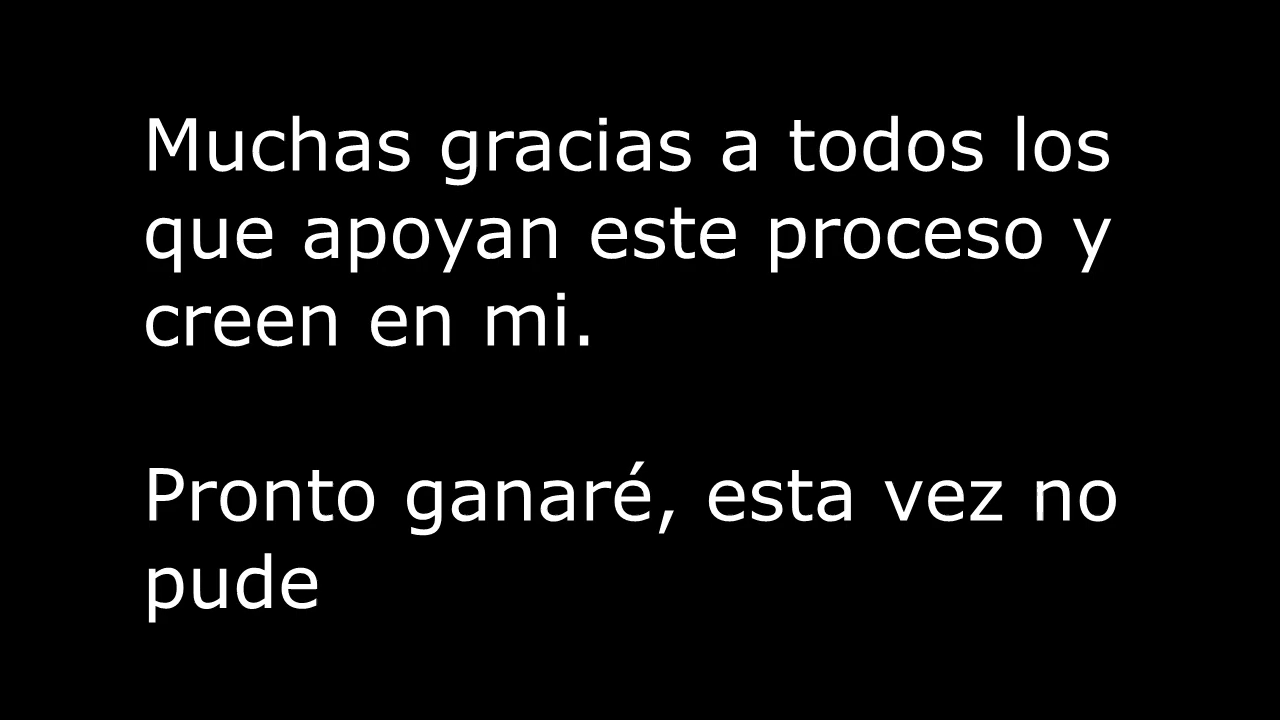 Muchas gracias a todos los
que apoyan este proceso y
creen en mi.
Pronto ganaré, esta vez no
pude